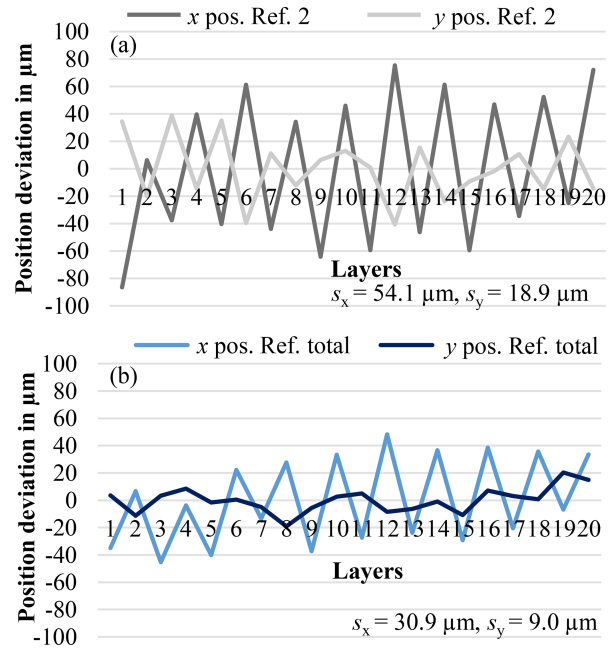 x pos. Ref. 2 y pos. Ref. 2
(a)
Position deviation in µm
100
80
60
40
20
0
-20
-40
-60
-80
-100
1 2 3 4 5 6 7 8 9 10 11 12 13 14 15 16 17 18 19 20
Layers
sx = 54.1 µm, sy = 18.9 µm
x pos. Ref. total y pos. Ref. total
(b)
Position deviation in µm
100
80
60
40
20
0
-20
-40
-60
-80
-100
1 2 3 4 5 6 7 8 9 10 11 12 13 14 15 16 17 18 19 20
Layers
sx = 30.9 µm, sy = 9.0 µm